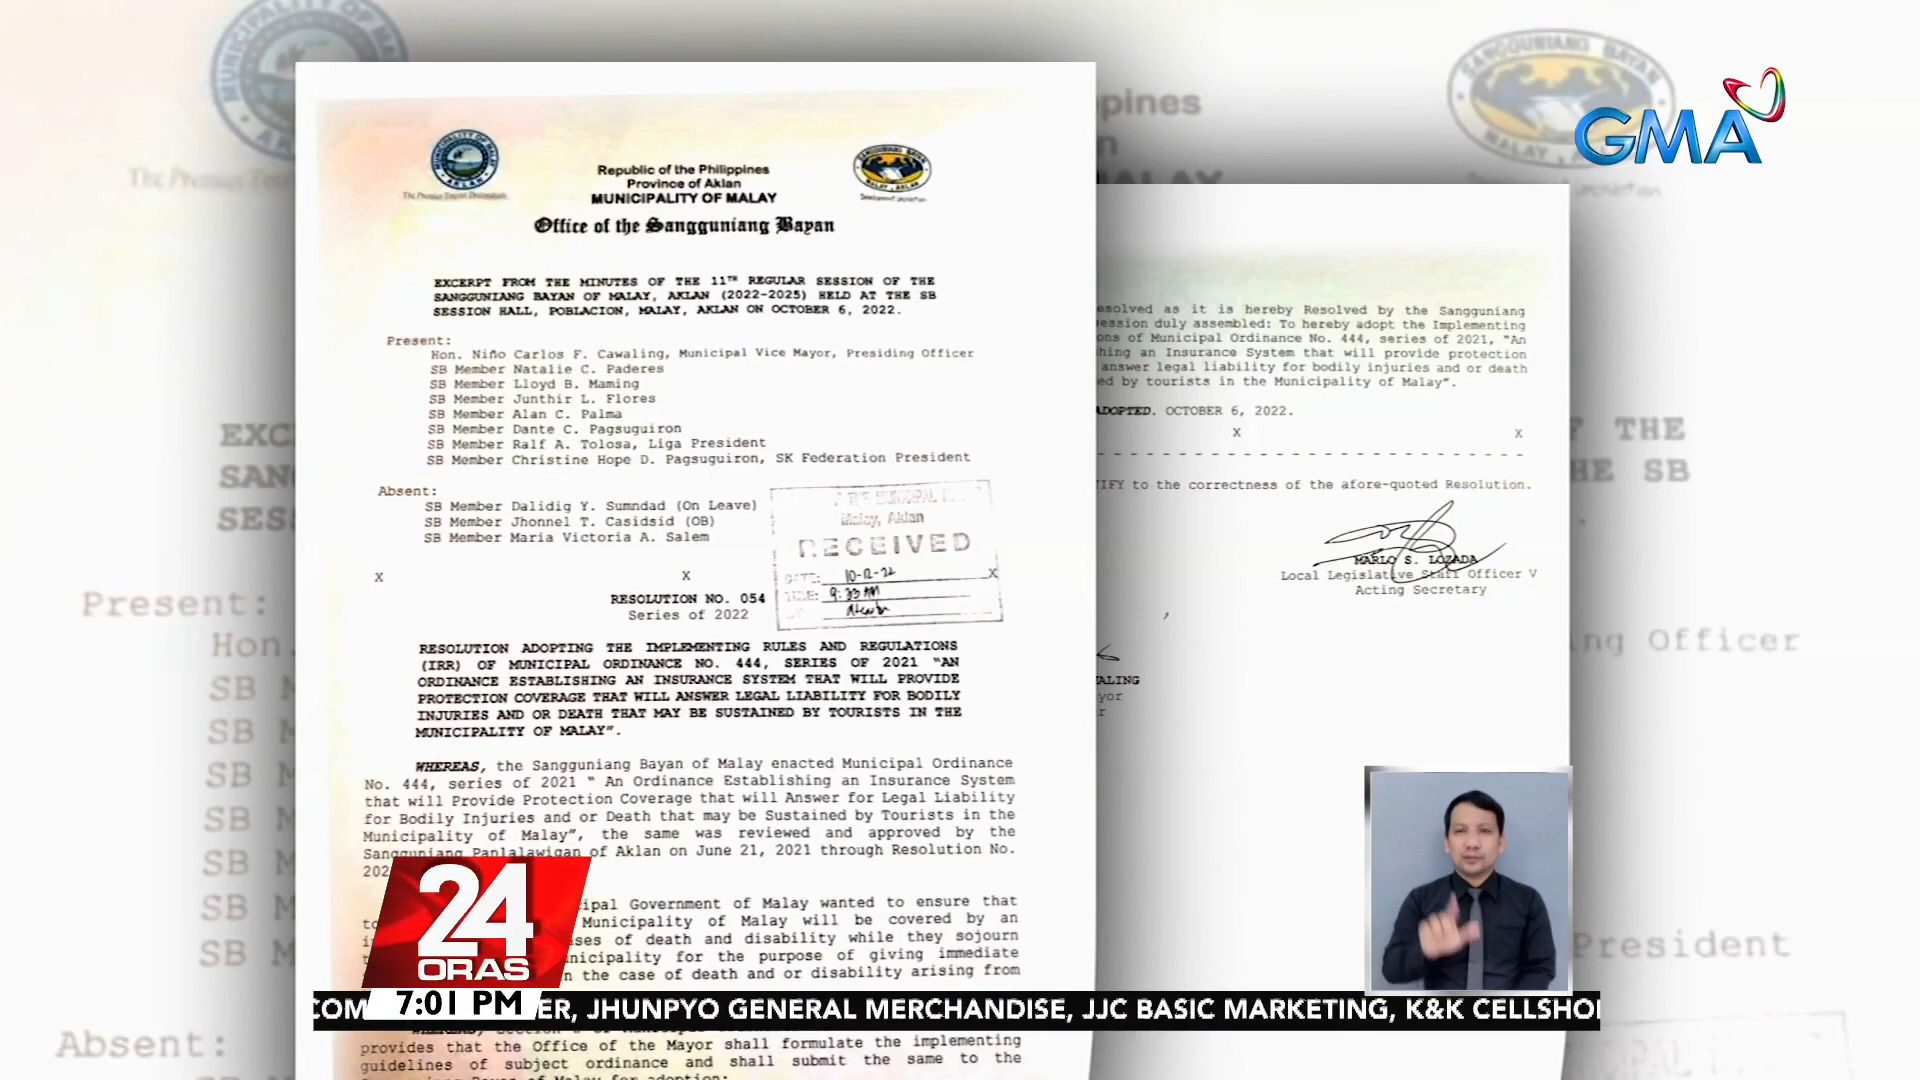 GMA
MUNICIPALITY OF MALAY
AKLAN
SANGGUNIANG BAYAN
MALAY, AKLAN
Republic of the Philippines
Province of Aklan
MUNICIPALITY OF MALAY
Office of the Sangguniang Bayan
EXCERPT FROM THE MINUTES OF THE 11TH REGULAR SESSION OF THE
SANGGUNIANG BAYAN OF MALAY, AKLAN (2022-2025) HELD AT THE SB
SESSION HALL, POBLACION, MALAY, AKLAN ON OCTOBER 6, 2022.
Present:
Hon. Niño Carlos F. Cawaling, Municipal Vice Mayor, Presiding Officer
SB Member Natalie C. Paderes
SB Member Lloyd B. Maming
SB Member Junthir L. Flores
SB Member Alan C. Palma
SB Member Dante C. Pagsuguiron
SB Member Ralf A. Tolosa, Liga President
SB Member Christine Hope D. Pagsuguiron, SK Federation President
Absent:
SB Member Dalidig Y. Sumndad (On Leave)
SB Member Jhonnel T. Casidsid (OB)
SB Member Maria Victoria A. Salem
Malay, Aklan
RECEIVED
DATE: 10-12-22
TIME: 9:33 AM
X X X
RESOLUTION NO. 054
Series of 2022
RESOLUTION ADOPTING THE IMPLEMENTING RULES AND REGULATIONS
(IRR) OF MUNICIPAL ORDINANCE NO. 444, SERIES OF 2021 “AN
ORDINANCE ESTABLISHING AN INSURANCE SYSTEM THAT WILL PROVIDE
PROTECTION COVERAGE THAT WILL ANSWER LEGAL LIABILITY FOR BODILY
INJURIES AND OR DEATH THAT MAY BE SUSTAINED BY TOURISTS IN THE
MUNICIPALITY OF MALAY”.
WHEREAS, the Sangguniang Bayan of Malay enacted Municipal Ordinance
No. 444, series of 2021 “ An Ordinance Establishing an Insurance System
that will Provide Protection Coverage that will Answer for Legal Liability
for Bodily Injuries and or Death that may be Sustained by Tourists in the
Municipality of Malay”, the same was reviewed and approved by the
Sangguniang Panlalawigan of Aklan on June 21, 2021 through Resolution No.
202
cipal Government of Malay wanted to ensure that
Municipality of Malay will be covered by an
ases of death and disability while they sojourn
nicipality for the purpose of giving immediate
n the case of death and or disability arising from
provides that the Office of the Mayor shall formulate the implementing
guidelines of subject ordinance and shall submit the same to the
esolved as it is hereby Resolved by the Sangguniang
ession duly assembled: To hereby adopt the Implementing
ons of Municipal Ordinance No. 444, series of 2021, “An
hing an Insurance System that will provide protection
answer legal liability for bodily injuries and or death
ed by tourists in the Municipality of Malay”.
ADOPTED. OCTOBER 6, 2022.
X X
IFY to the correctness of the afore-quoted Resolution.
MARLO S. LOZADA
Local Legislative Staff Officer V
Acting Secretary
ALING
yor
r
24
ORAS
7:01 PM
COM ER, JHUNPYO GENERAL MERCHANDISE, JJC BASIC MARKETING, K&K CELLSHO